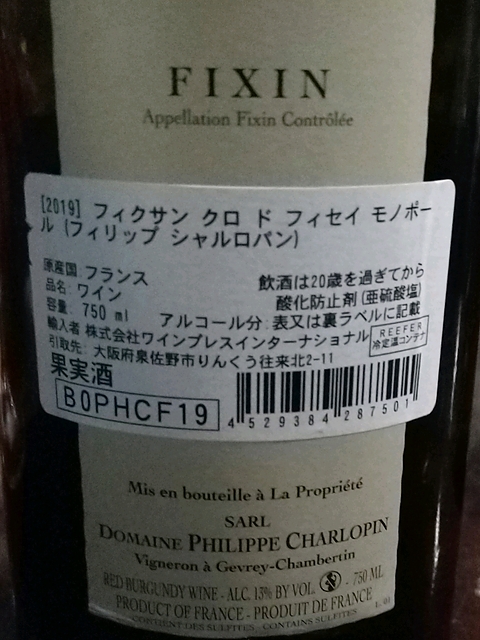 FIXIN
Appellation Fixin Contrôlée
[2019] フィクサン クロ ド フィセイ モノポー
ル (フィリップ シャルロパン)
原産国:フランス
品名:ワイン
容量: 750 ml
飲酒は20歳を過ぎてから
酸化防止剤(亜硫酸塩)
アルコール分:表又は裏ラベルに記載
輸入者 株式会社ワインプレスインターナショナル
REEFER
冷定温コンテナ
引取先:大阪府泉佐野市りんくう往来北2-11
果実酒
B0PHCF19
4 529384 287501
Mis en bouteille à La Propriété
SARL
DOMAINE PHILIPPE CHARLOPIN
Vigneron à Gevrey-Chambertin
RED BURGUNDY WINE - ALC. 13% BY VOL. - 750 ML
PRODUCT OF FRANCE - PRODUIT DE FRANCE
CONTIENT DES SULFITES - CONTAINS SULFITES